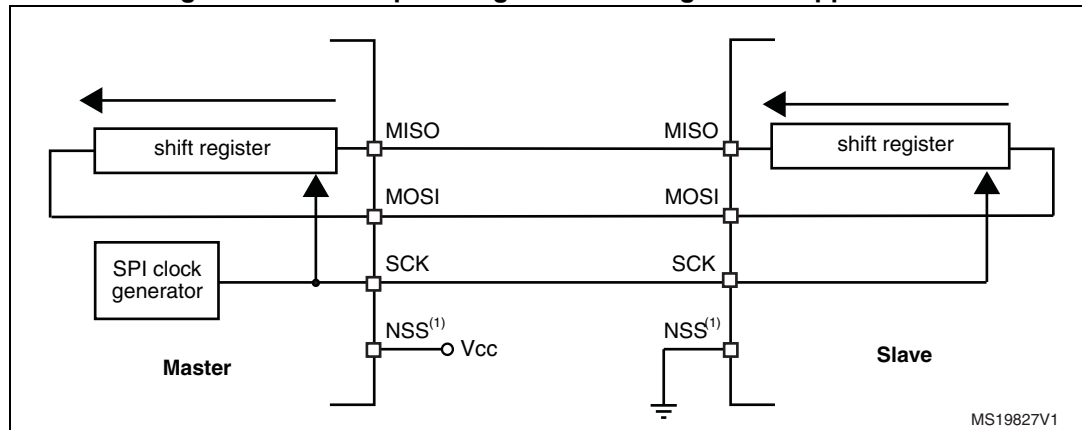 MISO
MISO
shift register
shift register
MOSI
MOSI
SPI clock
generator
SCK
SCK
NSS(1)
Vcc
NSS(1)
Master
Slave
MS19827V1